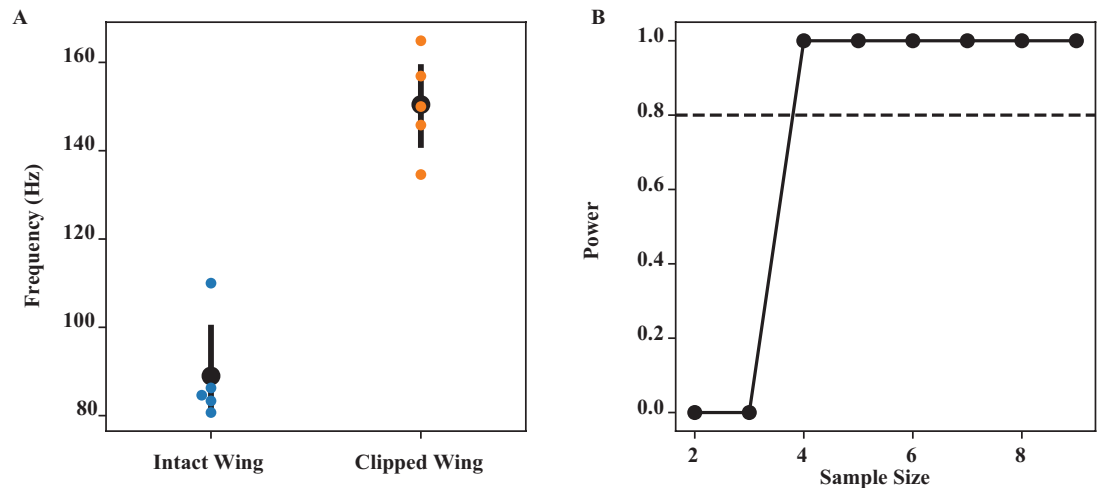 A
160
140
120
100
80
Frequency (Hz)
Intact Wing
Clipped Wing
B
1.0
0.8
0.6
0.4
0.2
0.0
Power
2
4
6
8
Sample Size